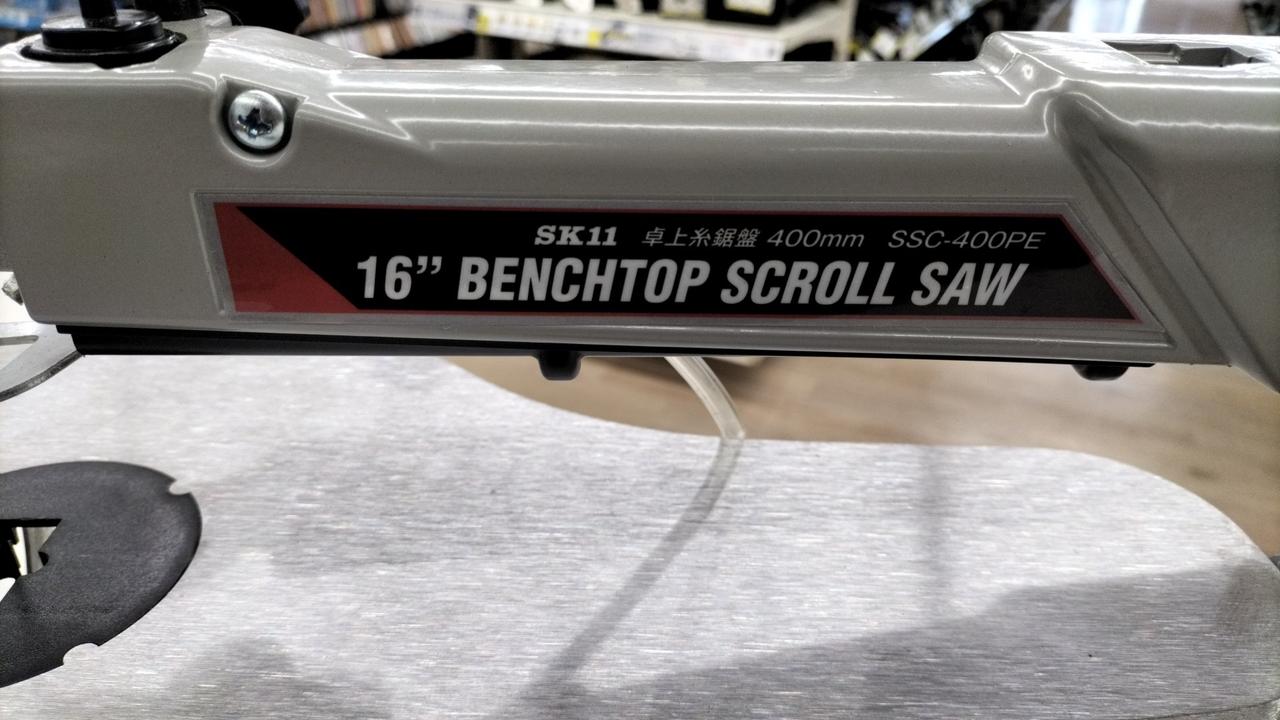 SK11 卓上糸鋸盤 400mm SSC-400PE
16” BENCHTOP SCROLL SAW